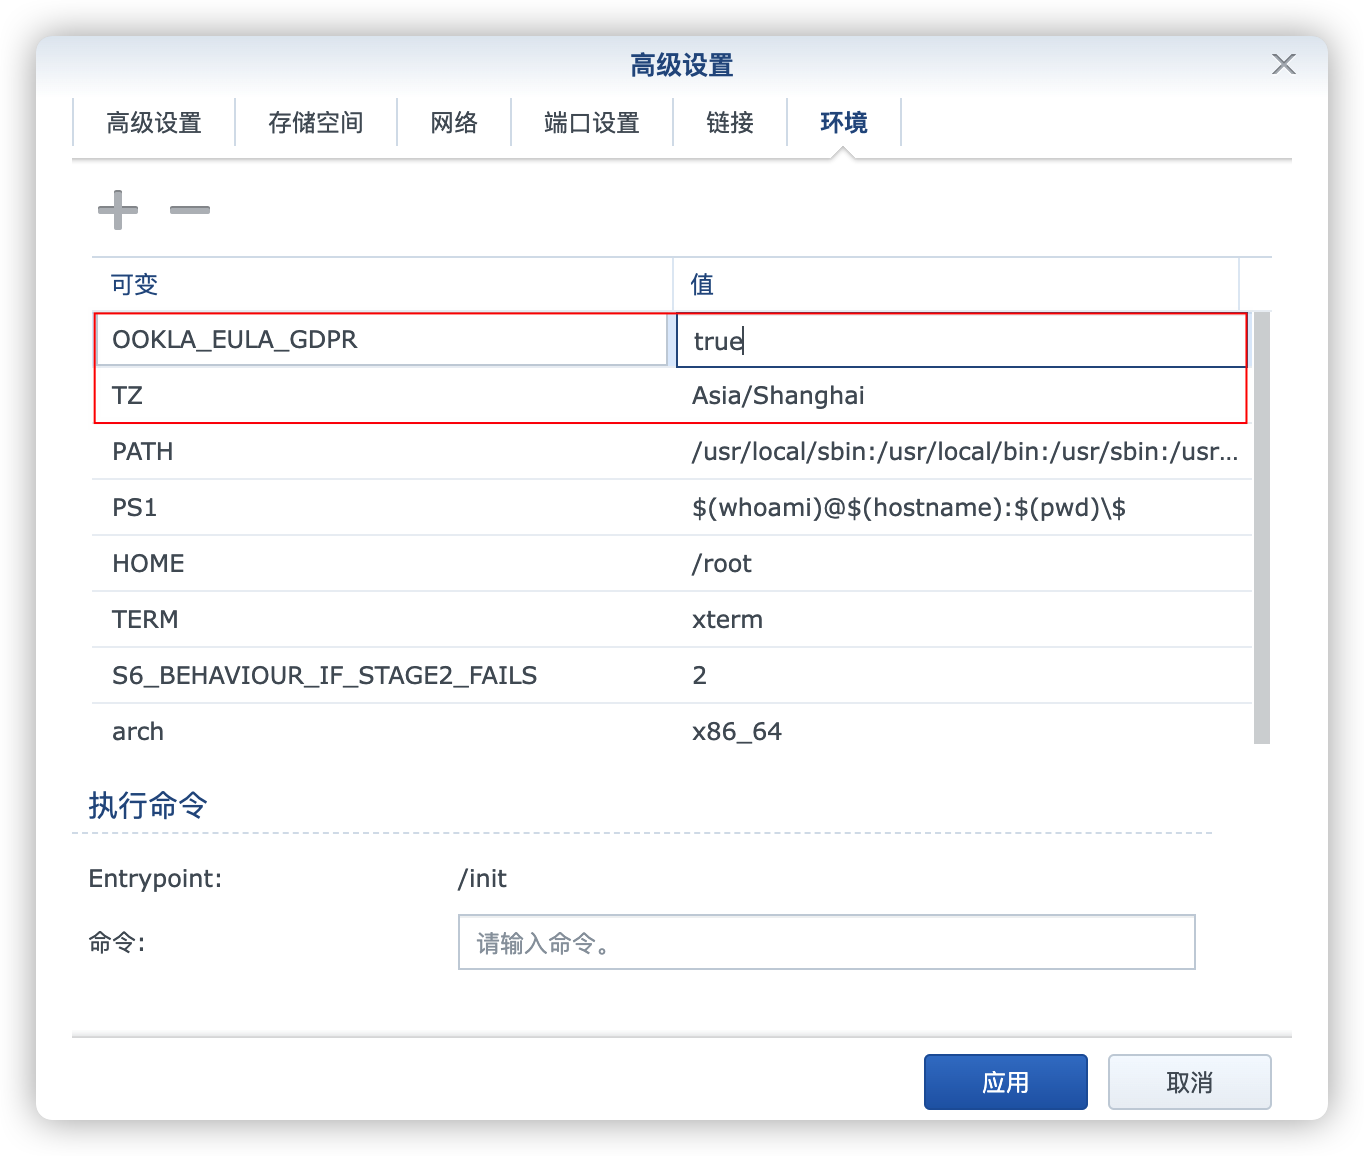 高级设置
高级设置 存储空间 网络 端口设置 链接 环境
可变 值
OOKLA_EULA_GDPR true
TZ Asia/Shanghai
PATH /usr/local/sbin:/usr/local/bin:/usr/sbin:/usr...
PS1 $(whoami)@$(hostname):$(pwd)\$
HOME /root
TERM xterm
S6_BEHAVIOUR_IF_STAGE2_FAILS 2
arch x86_64
执行命令
Entrypoint: /init
命令: 请输入命令。
应用 取消